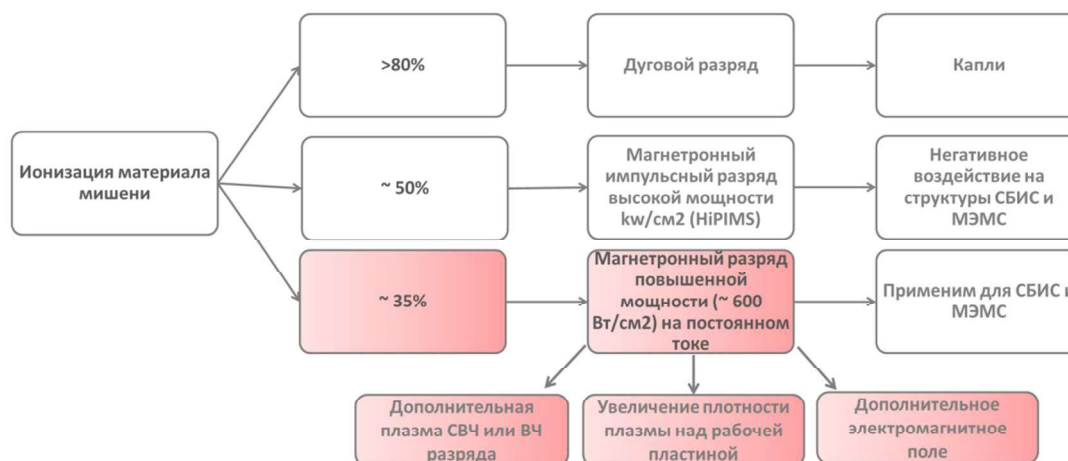 >80%
Дуговой разряд
Капли
Ионизация материала
мишени
~ 50%
Магнетронный
импульсный разряд
высокой мощности
kw/см2 (HiPIMS)
Негативное
воздействие на
структуры СБИС и
МЭМС
~ 35%
Магнетронный разряд
повышенной
мощности (~ 600
Вт/см2) на постоянном
токе
Применим для СБИС и
МЭМС
Дополнительная
плазма СВЧ или ВЧ
разряда
Увеличение плотности
плазмы над рабочей
пластиной
Дополнительное
электромагнитное
поле